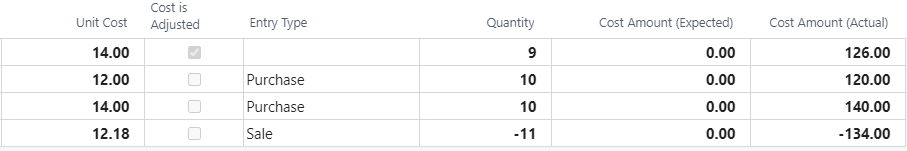 Unit Cost Cost is Adjusted Entry Type Quantity Cost Amount (Expected) Cost Amount (Actual)
14.00 9 0.00 126.00
12.00 Purchase 10 0.00 120.00
14.00 Purchase 10 0.00 140.00
12.18 Sale -11 0.00 -134.00